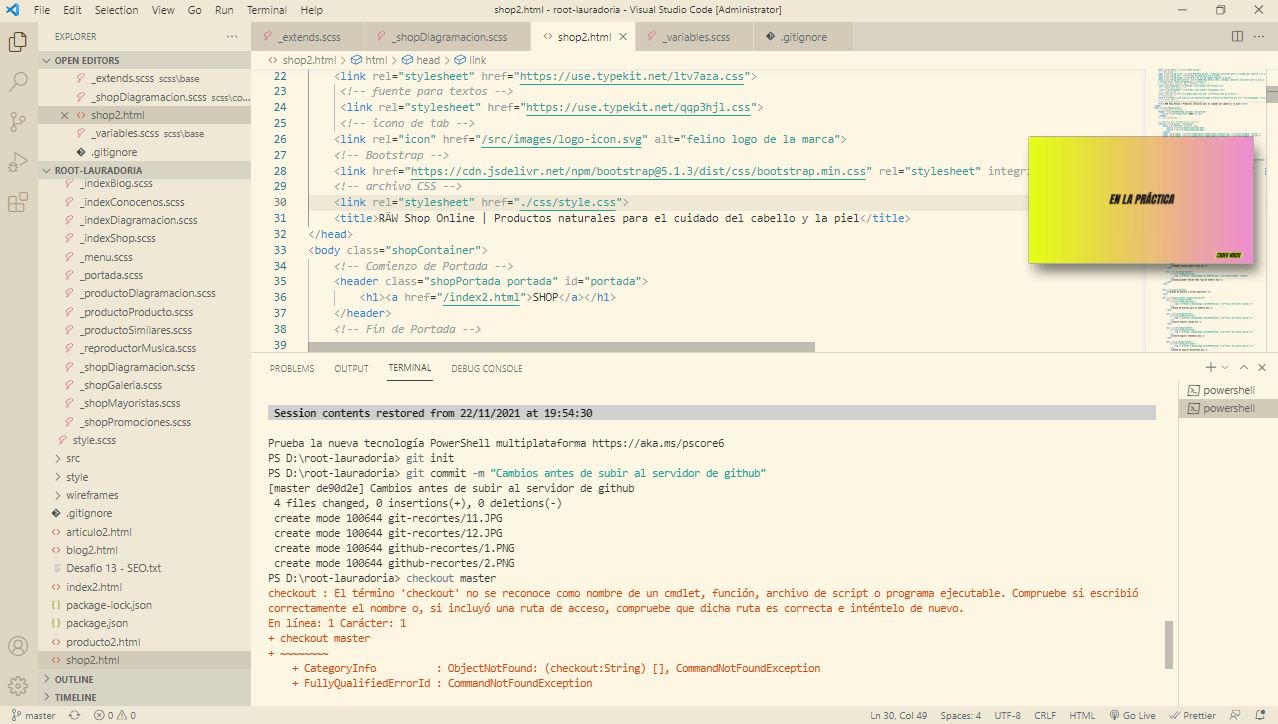 File Edit Selection View Go Run Terminal Help
shop2.html - root-lauradoria - Visual Studio Code [Administrator]
EXPLORER
OPEN EDITORS
_extends.scss scss\base
_shopDiagramacion.scss scss\co...
shop2.html
_variables.scss scss\base
.gitignore
ROOT-LAURADORIA
_indexBlog.scss
_indexConocenos.scss
_indexDiagramacion.scss
_indexShop.scss
_menu.scss
_portada.scss
_productoDiagramacion.scss
_productoProducto.scss
_productoSimilares.scss
_reproductorMusica.scss
_shopDiagramacion.scss
_shopGaleria.scss
_shopMayoristas.scss
_shopPromociones.scss
style.scss
src
style
wireframes
.gitignore
articulo2.html
blog2.html
Desafio 13 - SEO.txt
index2.html
package-lock.json
package.json
producto2.html
shop2.html
OUTLINE
TIMELINE
_extends.scss _shopDiagramacion.scss shop2.html _variables.scss .gitignore
shop2.html > html > head > link
22 <link rel="stylesheet" href="https://use.typekit.net/ltv7aza.css">
23 <!-- Fuente para textos -->
24 <link rel="stylesheet" href="https://use.typekit.net/qqp3hjl.css">
25 <!-- icono de tab -->
26 <link rel="icon" href="/src/images/logo-icon.svg" alt="felino logo de la marca">
27 <!-- Bootstrap -->
28 <link href="https://cdn.jsdelivr.net/npm/bootstrap@5.1.3/dist/css/bootstrap.min.css" rel="stylesheet" integri
29 <!-- archivo CSS -->
30 <link rel="stylesheet" href="./css/style.css">
31 <title>RÄW Shop Online | Productos naturales para el cuidado del cabello y la piel</title>
32 </head>
33 <body class="shopContainer">
34 <!-- Comienzo de Portada -->
35 <header class="shopPortada portada" id="portada">
36 <h1><a href="/index2.html">SHOP</a></h1>
37 </header>
38 <!-- Fin de Portada -->
39
EN LA PRÁCTICA
CODER HOUSE
PROBLEMS OUTPUT TERMINAL DEBUG CONSOLE
powershell
powershell
Session contents restored from 22/11/2021 at 19:54:30
Prueba la nueva tecnología PowerShell multiplataforma https://aka.ms/pscore6
PS D:\root-lauradoria> git init
PS D:\root-lauradoria> git commit -m "Cambios antes de subir al servidor de github"
[master de90d2e] Cambios antes de subir al servidor de github
4 files changed, 0 insertions(+), 0 deletions(-)
create mode 100644 git-recortes/11.JPG
create mode 100644 git-recortes/12.JPG
create mode 100644 github-recortes/1.PNG
create mode 100644 github-recortes/2.PNG
PS D:\root-lauradoria> checkout master
checkout : El término 'checkout' no se reconoce como nombre de un cmdlet, función, archivo de script o programa ejecutable. Compruebe si escribió
correctamente el nombre o, si incluyó una ruta de acceso, compruebe que dicha ruta es correcta e inténtelo de nuevo.
En línea: 1 Carácter: 1
+ checkout master
+ ~~~~~~~~
+ CategoryInfo : ObjectNotFound: (checkout:String) [], CommandNotFoundException
+ FullyQualifiedErrorId : CommandNotFoundException
master 0 0
Ln 30, Col 49 Spaces: 4 UTF-8 CRLF HTML Go Live Prettier